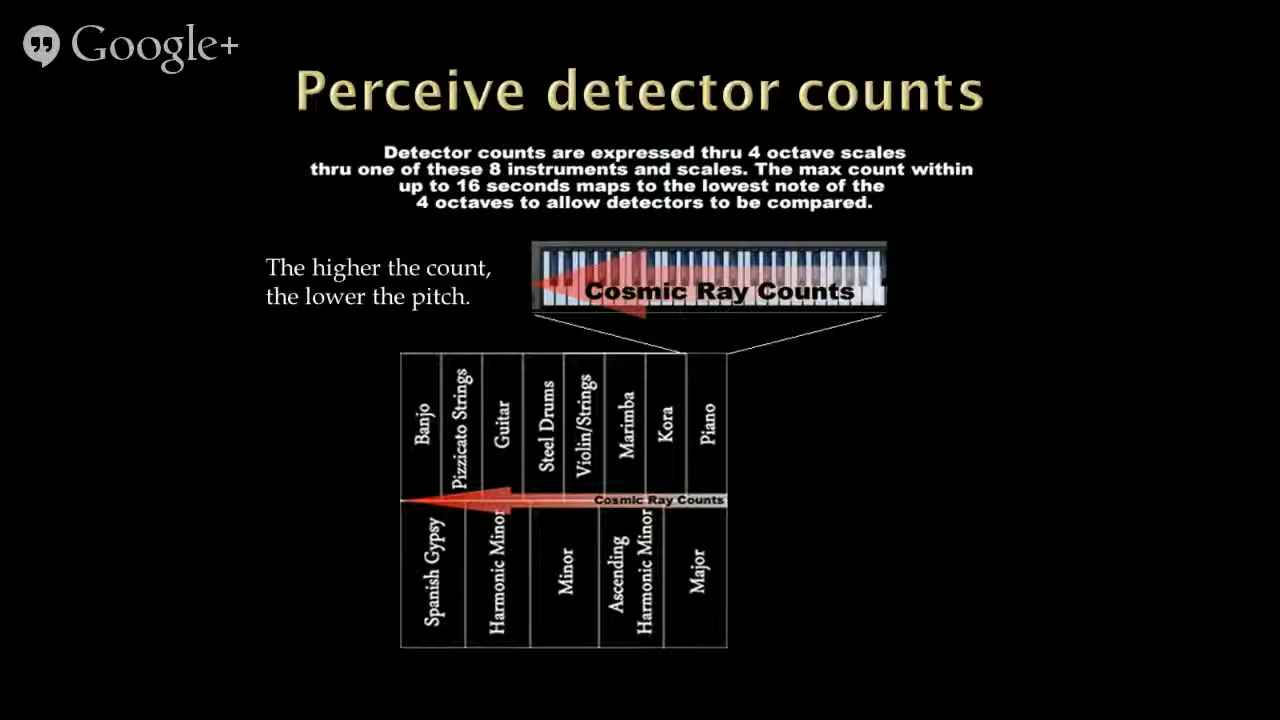 Google+
Perceive detector counts
Detector counts are expressed thru 4 octave scales
thru one of these 8 instruments and scales. The max count within
up to 16 seconds maps to the lowest note of the
4 octaves to allow detectors to be compared.
The higher the count,
the lower the pitch.
Cosmic Ray Counts
Banjo
Pizzicato Strings
Guitar
Steel Drums
Violin/Strings
Marimba
Kora
Piano
Cosmic Ray Counts
Spanish Gypsy
Harmonic Minor
Minor
Ascending
Harmonic Minor
Major